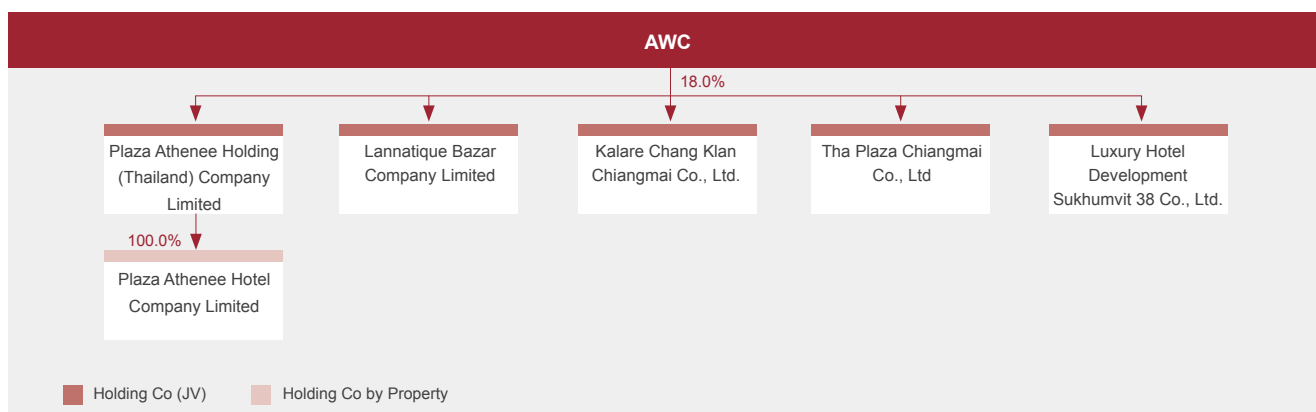 AWC
18.0%
Plaza Athenee Holding
(Thailand) Company
Limited
Lannatique Bazar
Company Limited
Kalare Chang Klan
Chiangmai Co., Ltd.
Tha Plaza Chiangmai
Co., Ltd
Luxury Hotel
Development
Sukhumvit 38 Co., Ltd.
100.0%
Plaza Athenee Hotel
Company Limited
Holding Co (JV)
Holding Co by Property